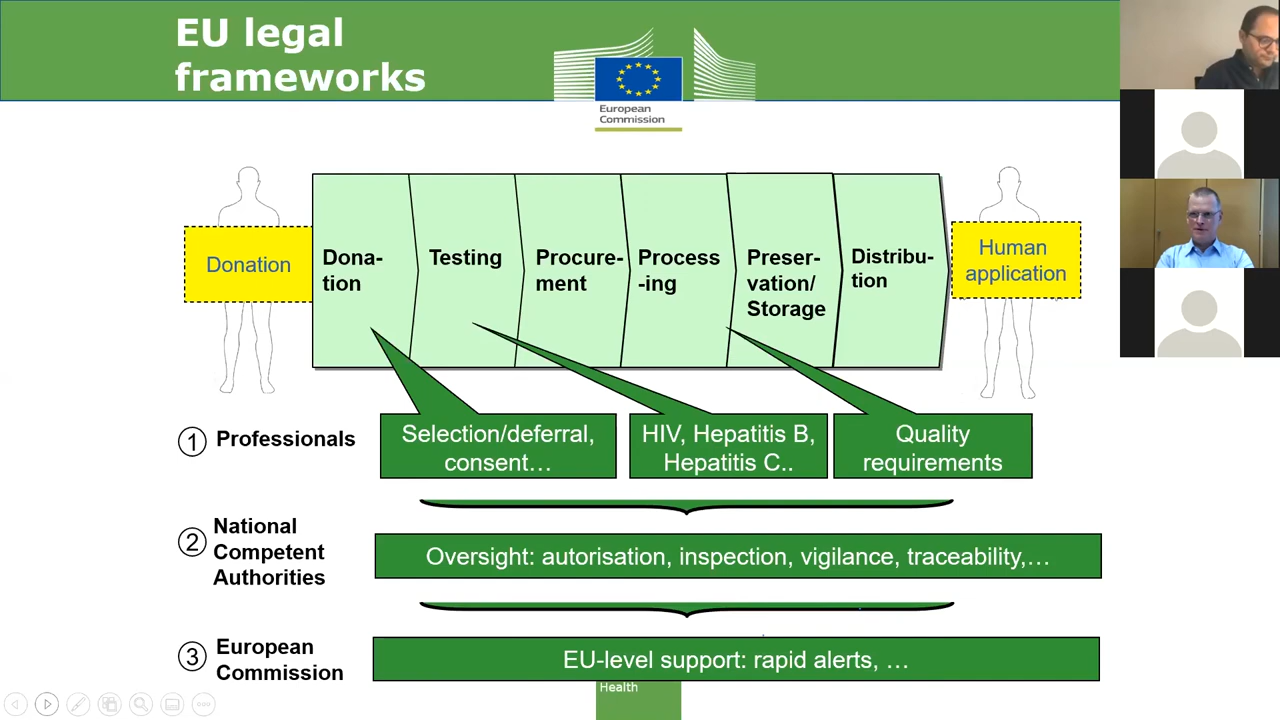 EU legal
frameworks
European
Commission
Donation
Dona-
tion
Testing
Procure-
ment
Process
-ing
Preser-
vation/
Storage
Distribu-
tion
Human
application
1 Professionals
Selection/deferral,
consent…
HIV, Hepatitis B,
Hepatitis C..
Quality
requirements
2 National
Competent
Authorities
Oversight: autorisation, inspection, vigilance, traceability,…
3 European
Commission
EU-level support: rapid alerts, …
Health